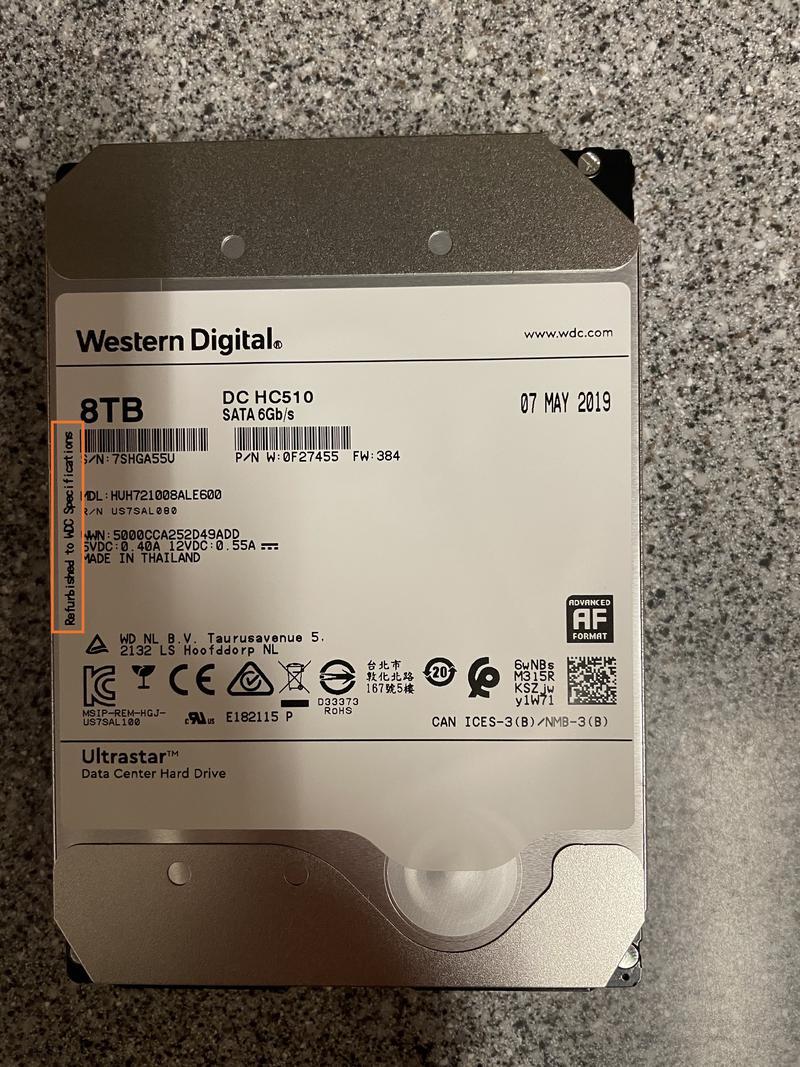 Western Digital®
www.wdc.com
8TB
DC HC510
SATA 6Gb/s
07 MAY 2019
S/N:7SHGA55U
P/N W:0F27455 FW:384
Refurbished to WDC Specifications
MDL:HUH721008ALE600
R/N US7SAL080
WWN:5000CCA252D49ADD
5VDC:0.40A 12VDC:0.55A
MADE IN THAILAND
ADVANCED
AF
FORMAT
WD NL B.V. Taurusavenue 5,
2132 LS Hoofddorp NL
台北市
敦化北路
167號5樓
20
6wNBs
M315R
KSZjw
y1W71
D33373
RoHS
MSIP-REM-HGJ-
US7SAL100
c UL us E182115 P
CAN ICES-3(B)/NMB-3(B)
Ultrastar™
Data Center Hard Drive